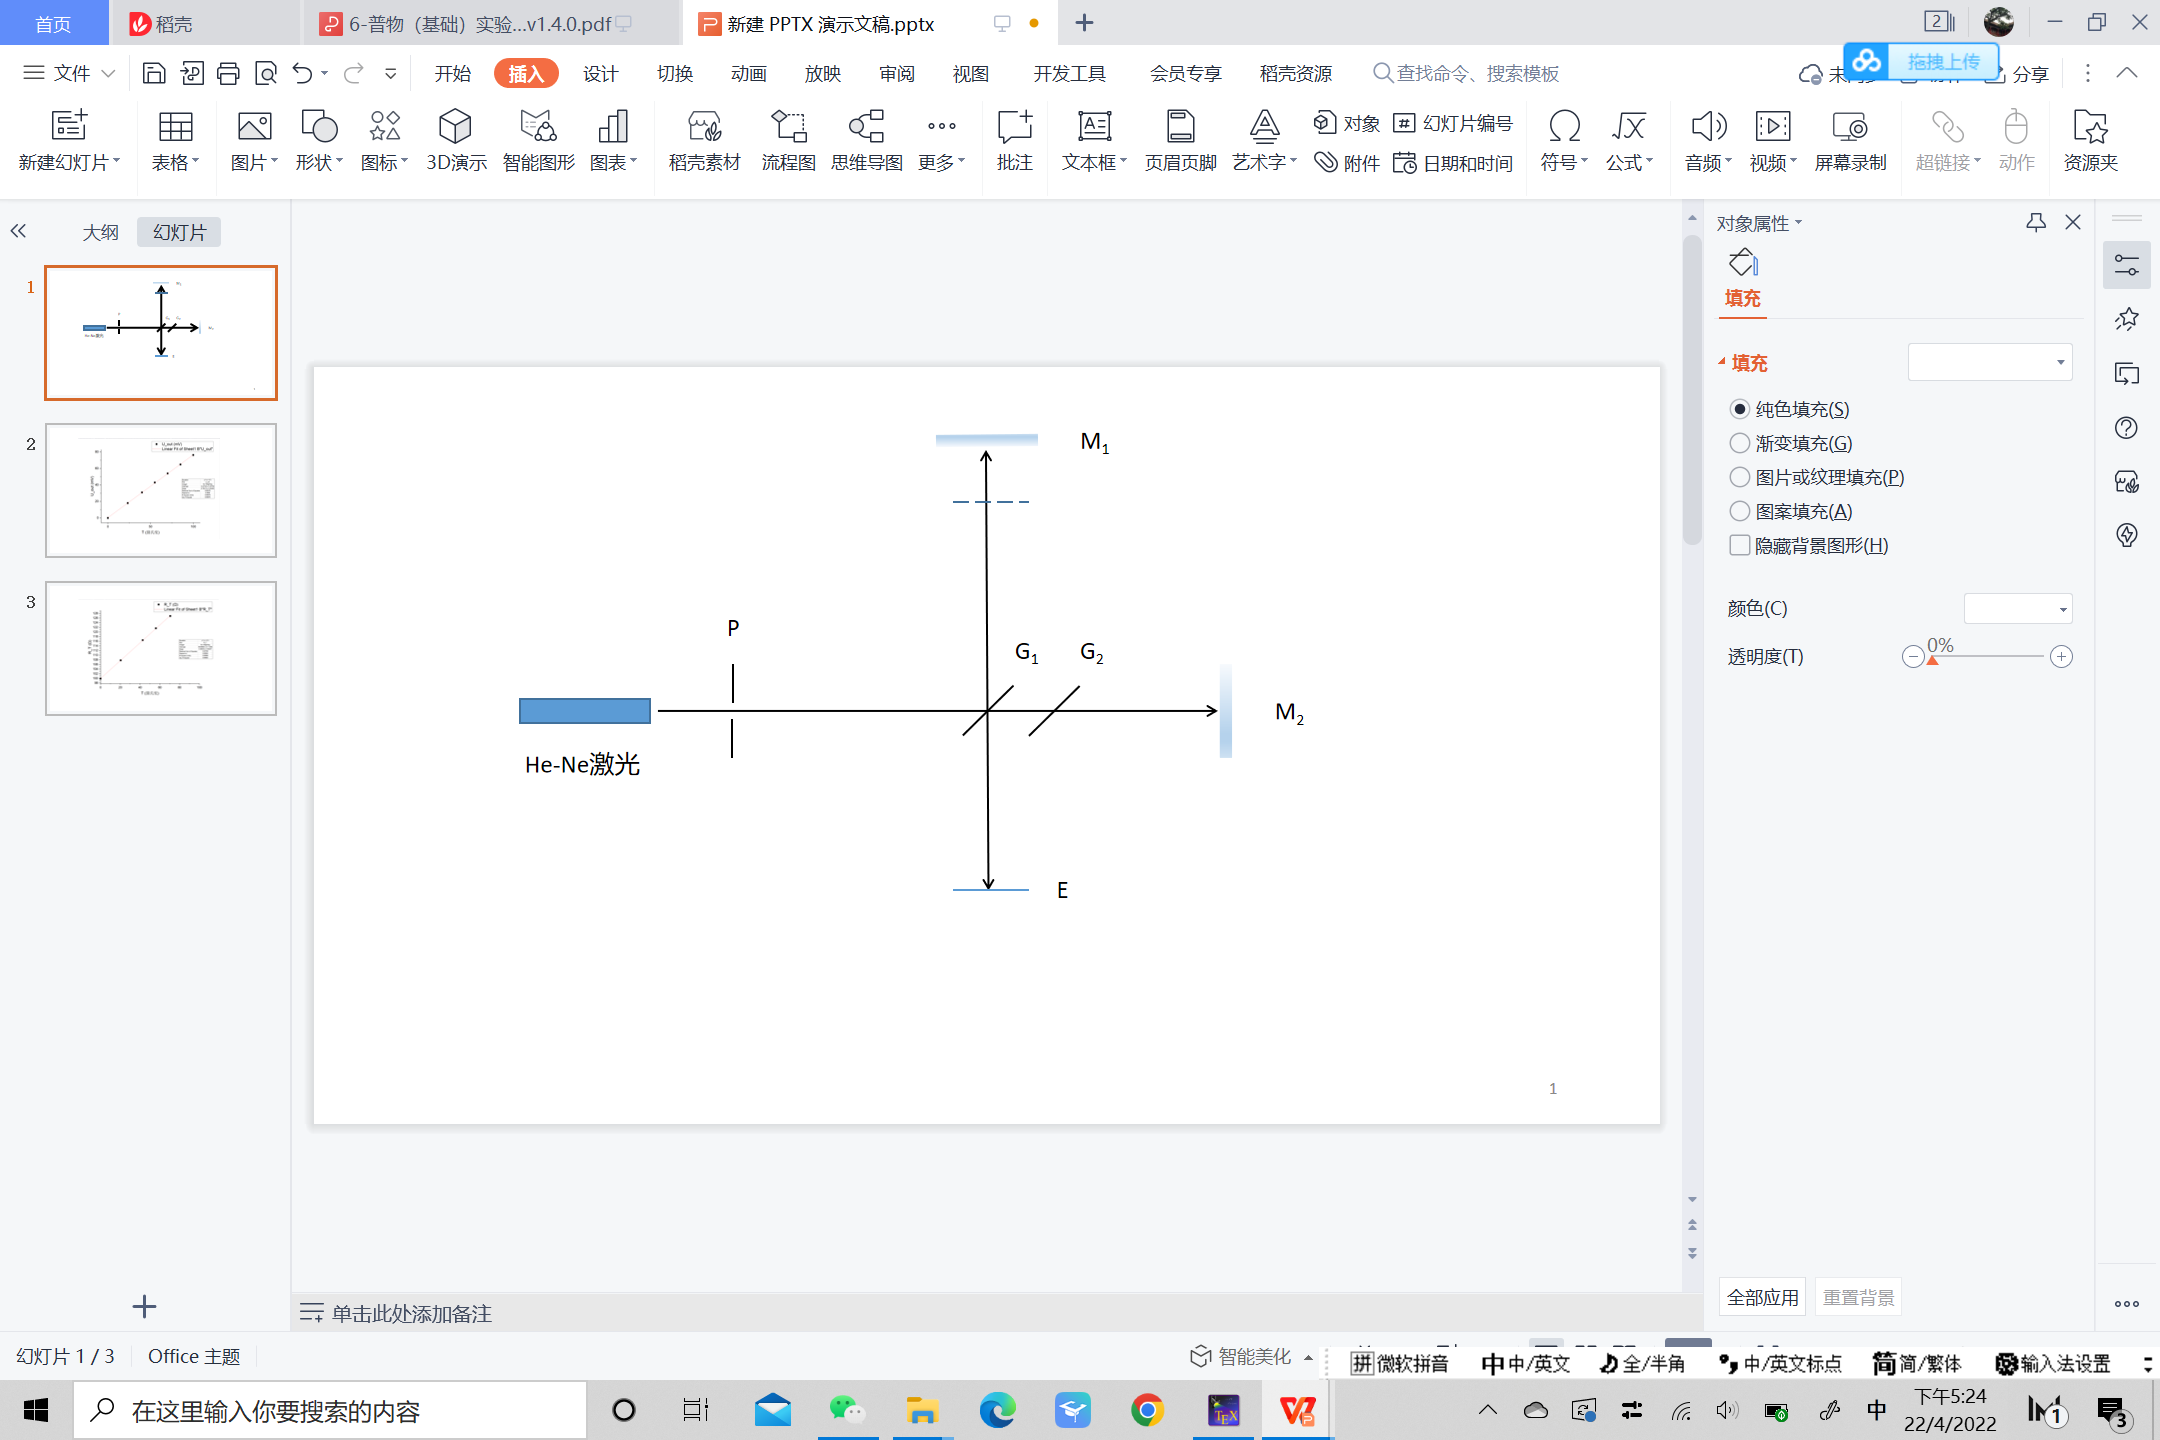 首页
稻壳
6-普物（基础）实验...v1.4.0.pdf
新建 PPTX 演示文稿.pptx
2
文件
开始
插入
设计
切换
动画
放映
审阅
视图
开发工具
会员专享
稻壳资源
查找命令、搜索模板
拖拽上传
分享
新建幻灯片
表格
图片
形状
图标
3D演示
智能图形
图表
稻壳素材
流程图
思维导图
更多
批注
文本框
页眉页脚
艺术字
对象
附件
幻灯片编号
日期和时间
符号
公式
音频
视频
屏幕录制
超链接
动作
资源夹
大纲
幻灯片
1
2
3
M1
P
G1
G2
M2
He-Ne激光
E
1
对象属性
填充
填充
纯色填充(S)
渐变填充(G)
图片或纹理填充(P)
图案填充(A)
隐藏背景图形(H)
颜色(C)
透明度(T)
0%
全部应用
重置背景
单击此处添加备注
幻灯片 1 / 3
Office 主题
智能美化
拼 微软拼音
中 中/英文
全/半角
中/英文标点
简 简/繁体
输入法设置
在这里输入你要搜索的内容
中
下午5:24
22/4/2022
1
3